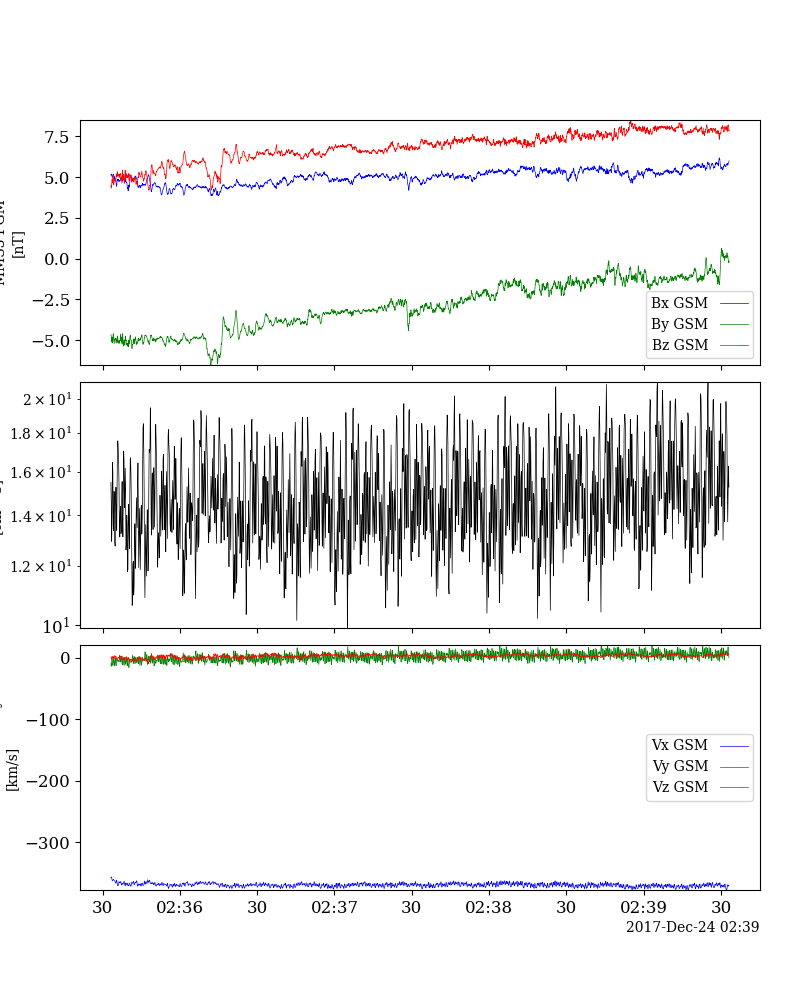 7.5
5.0
2.5
0.0
−2.5
−5.0
[nT]
Bx GSM
By GSM
Bz GSM
2 × 10¹
1.8 × 10¹
1.6 × 10¹
1.4 × 10¹
1.2 × 10¹
10¹
0
−100
−200
−300
[km/s]
Vx GSM
Vy GSM
Vz GSM
30 02:36 30 02:37 30 02:38 30 02:39 30
2017-Dec-24 02:39